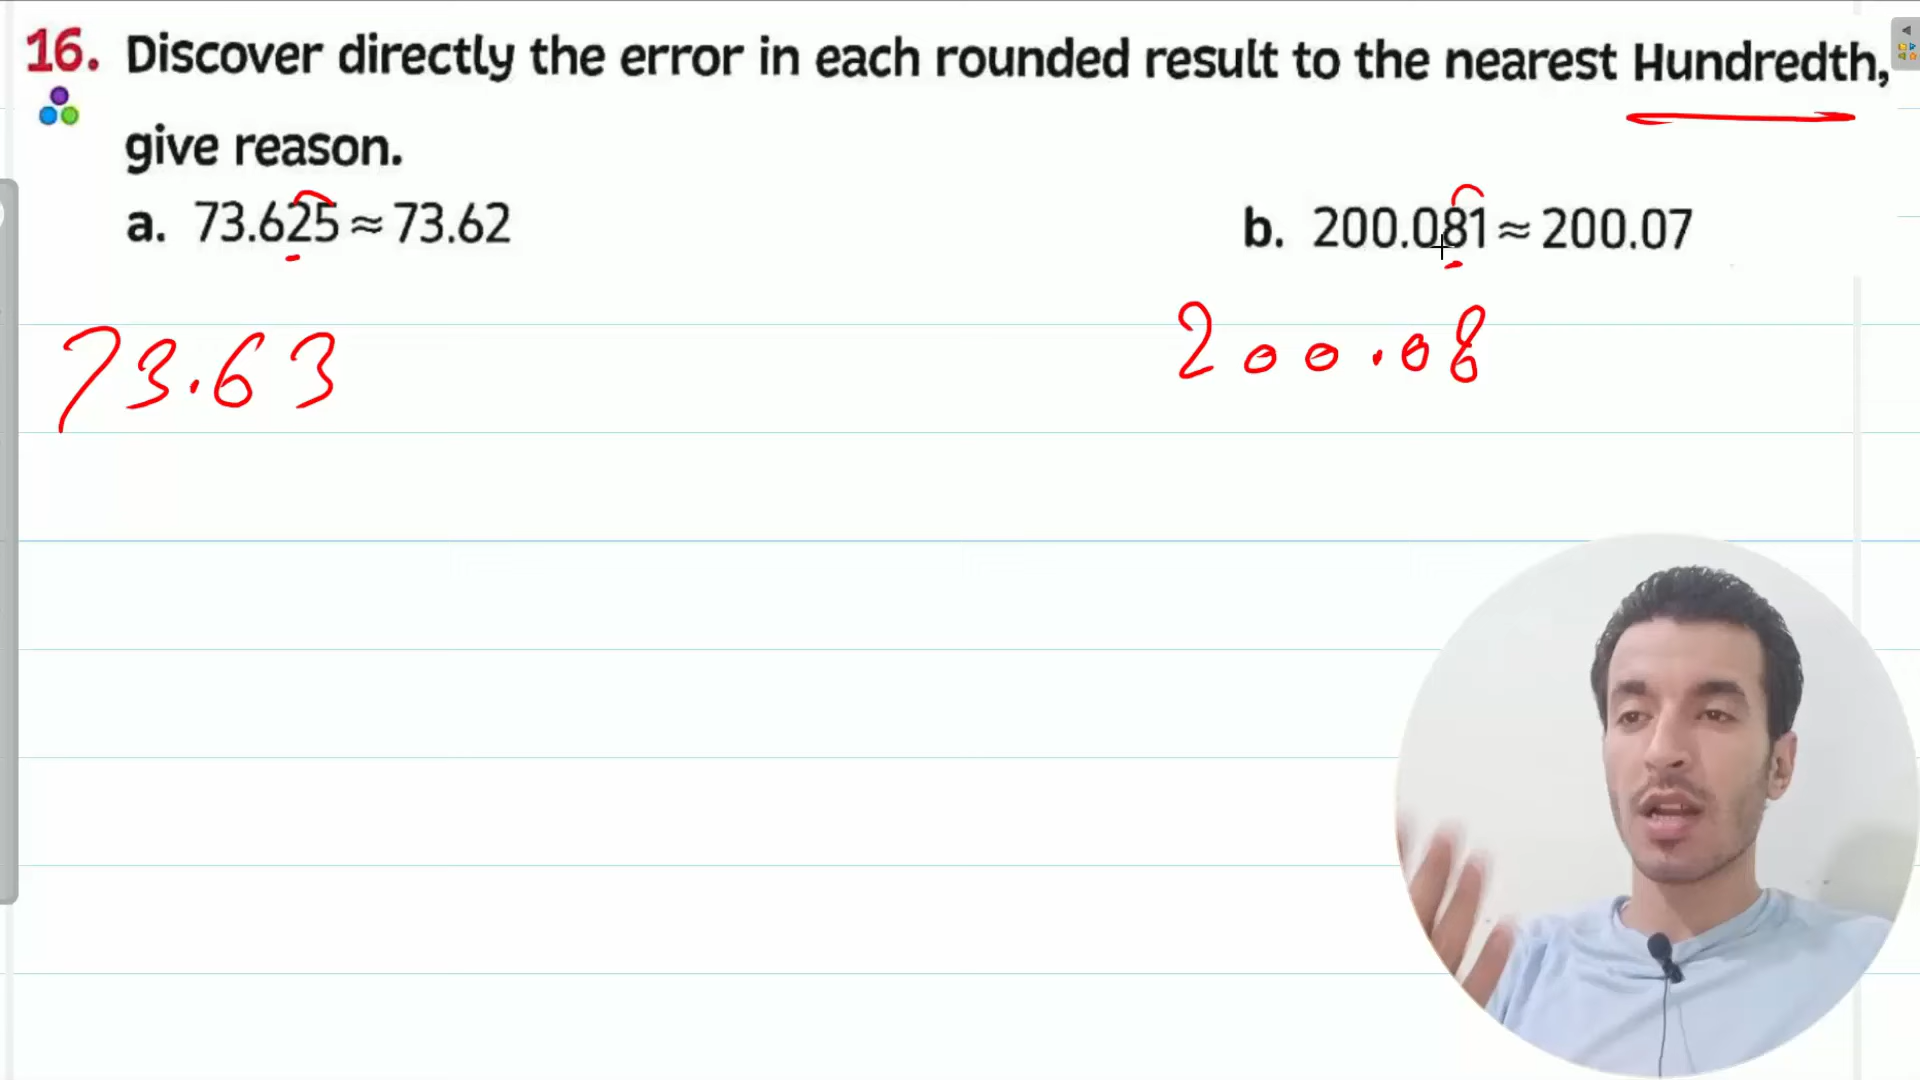 16. Discover directly the error in each rounded result to the nearest Hundredth,
give reason.
a. 73.625 ≈ 73.62
b. 200.081 ≈ 200.07
73.63
200.08